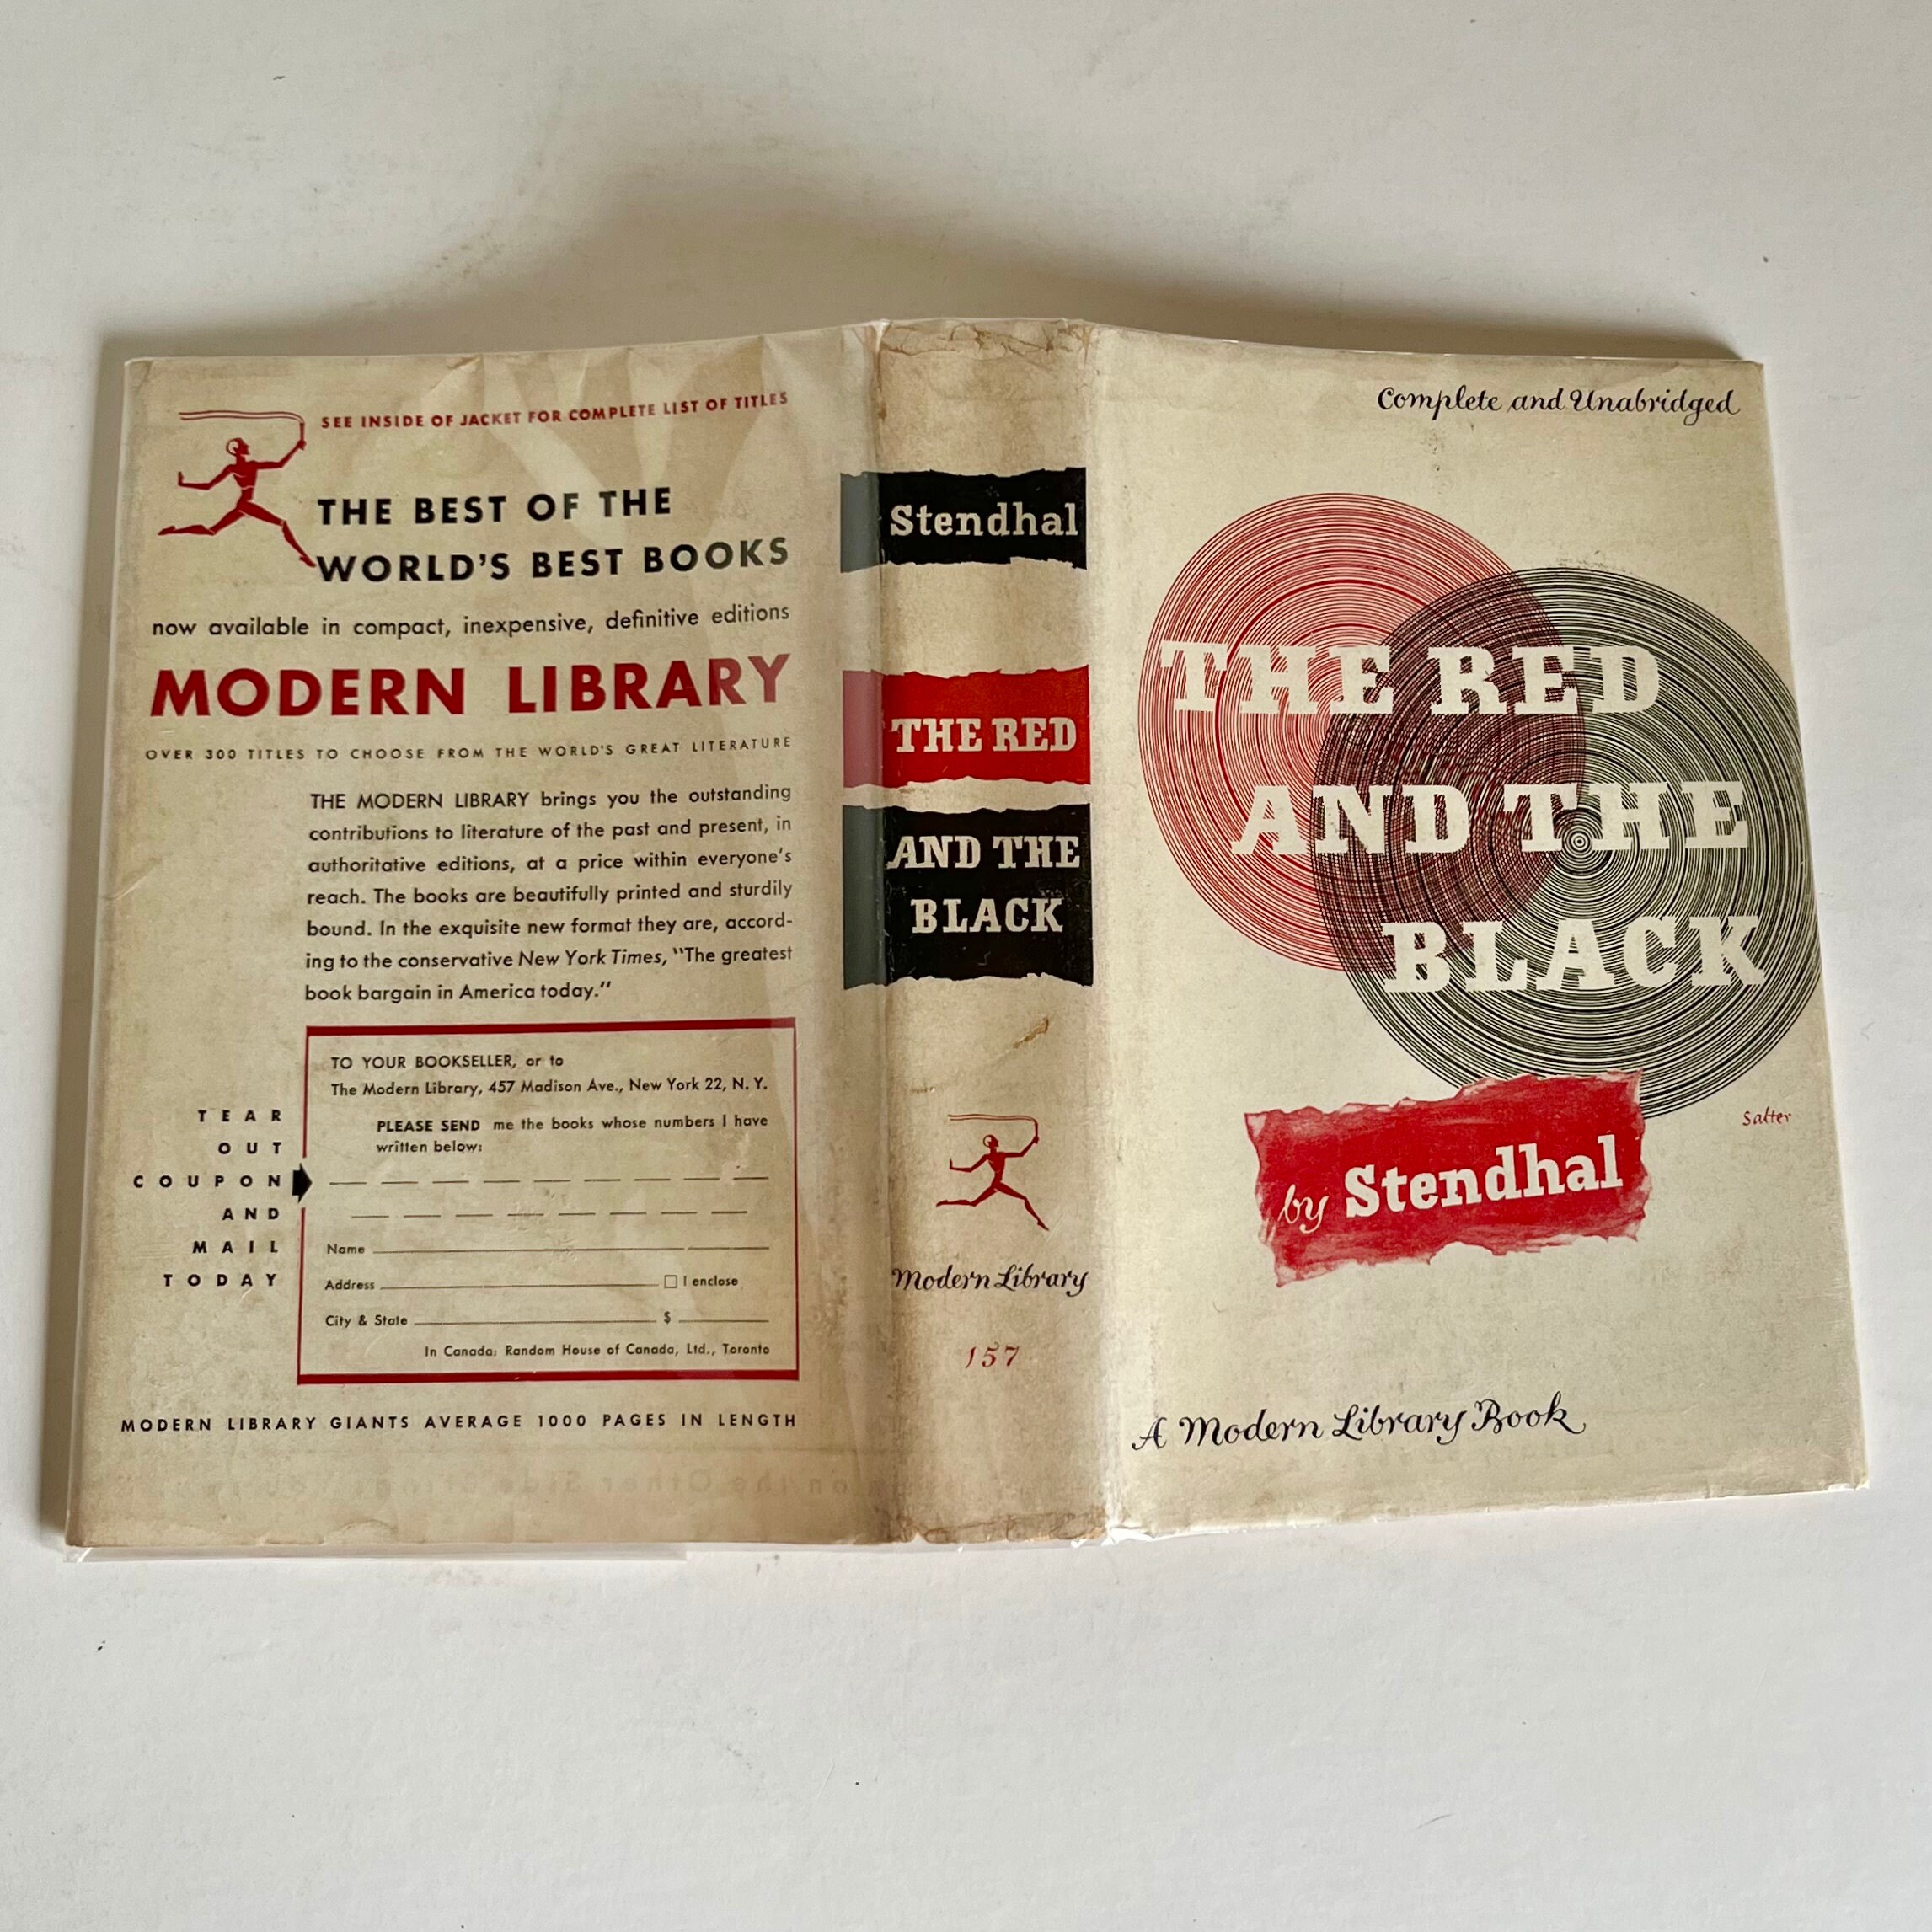 SEE INSIDE OF JACKET FOR COMPLETE LIST OF TITLES
THE BEST OF THE
WORLD'S BEST BOOKS
now available in compact, inexpensive, definitive editions
MODERN LIBRARY
OVER 300 TITLES TO CHOOSE FROM THE WORLD'S GREAT LITERATURE
THE MODERN LIBRARY brings you the outstanding
contributions to literature of the past and present, in
authoritative editions, at a price within everyone's
reach. The books are beautifully printed and sturdily
bound. In the exquisite new format they are, accord-
ing to the conservative New York Times, "The greatest
book bargain in America today."
TEAR
OUT
COUPON
AND
MAIL
TODAY
TO YOUR BOOKSELLER, or to
The Modern Library, 457 Madison Ave., New York 22, N. Y.
PLEASE SEND me the books whose numbers I have
written below:
Name
Address I enclose
City & State $
In Canada: Random House of Canada, Ltd., Toronto
MODERN LIBRARY GIANTS AVERAGE 1000 PAGES IN LENGTH
Stendhal
THE RED
AND THE
BLACK
Modern Library
157
Complete and Unabridged
THE RED
AND THE
BLACK
Salter
by Stendhal
A Modern Library Book